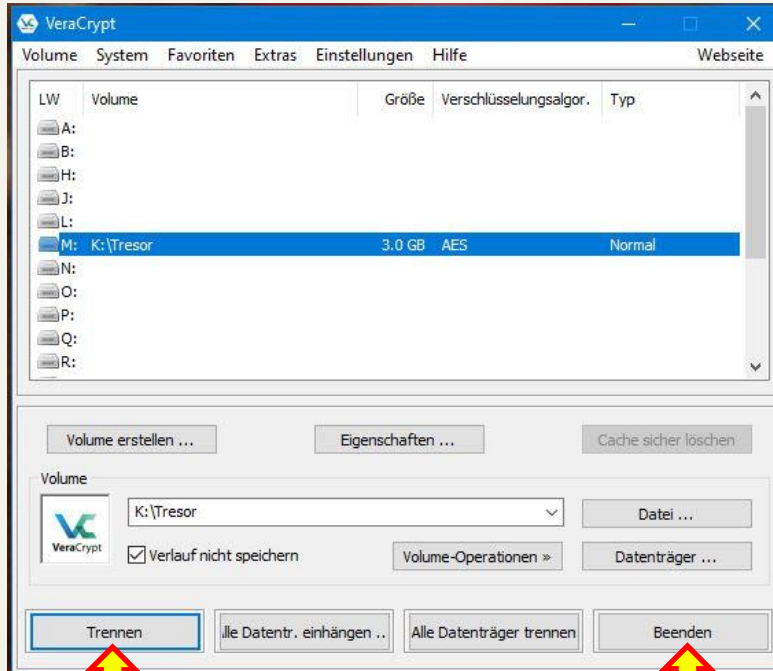 VeraCrypt
Volume System Favoriten Extras Einstellungen Hilfe Webseite
LW Volume Größe Verschlüsselungsalgor. Typ
A:
B:
H:
J:
L:
M: K:\Tresor 3.0 GB AES Normal
N:
O:
P:
Q:
R:
Volume erstellen ... Eigenschaften ... Cache sicher löschen
Volume
K:\Tresor Datei ...
VeraCrypt
Verlauf nicht speichern Volume-Operationen » Datenträger ...
Trennen lle Datentr. einhängen .. Alle Datenträger trennen Beenden